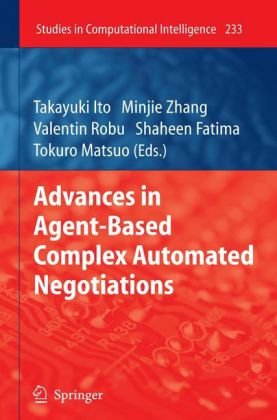 Studies in Computational Intelligence 233
Takayuki Ito Minjie Zhang
Valentin Robu Shaheen Fatima
Tokuro Matsuo (Eds.)
Advances in
Agent-Based
Complex Automated
Negotiations
Springer